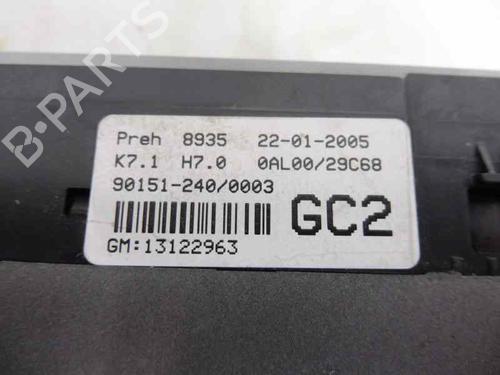 Preh 8935 22-01-2005
K7.1 H7.0 0AL00/29C68
90151-240/0003
GC2
GM:13122963
B-PARTS